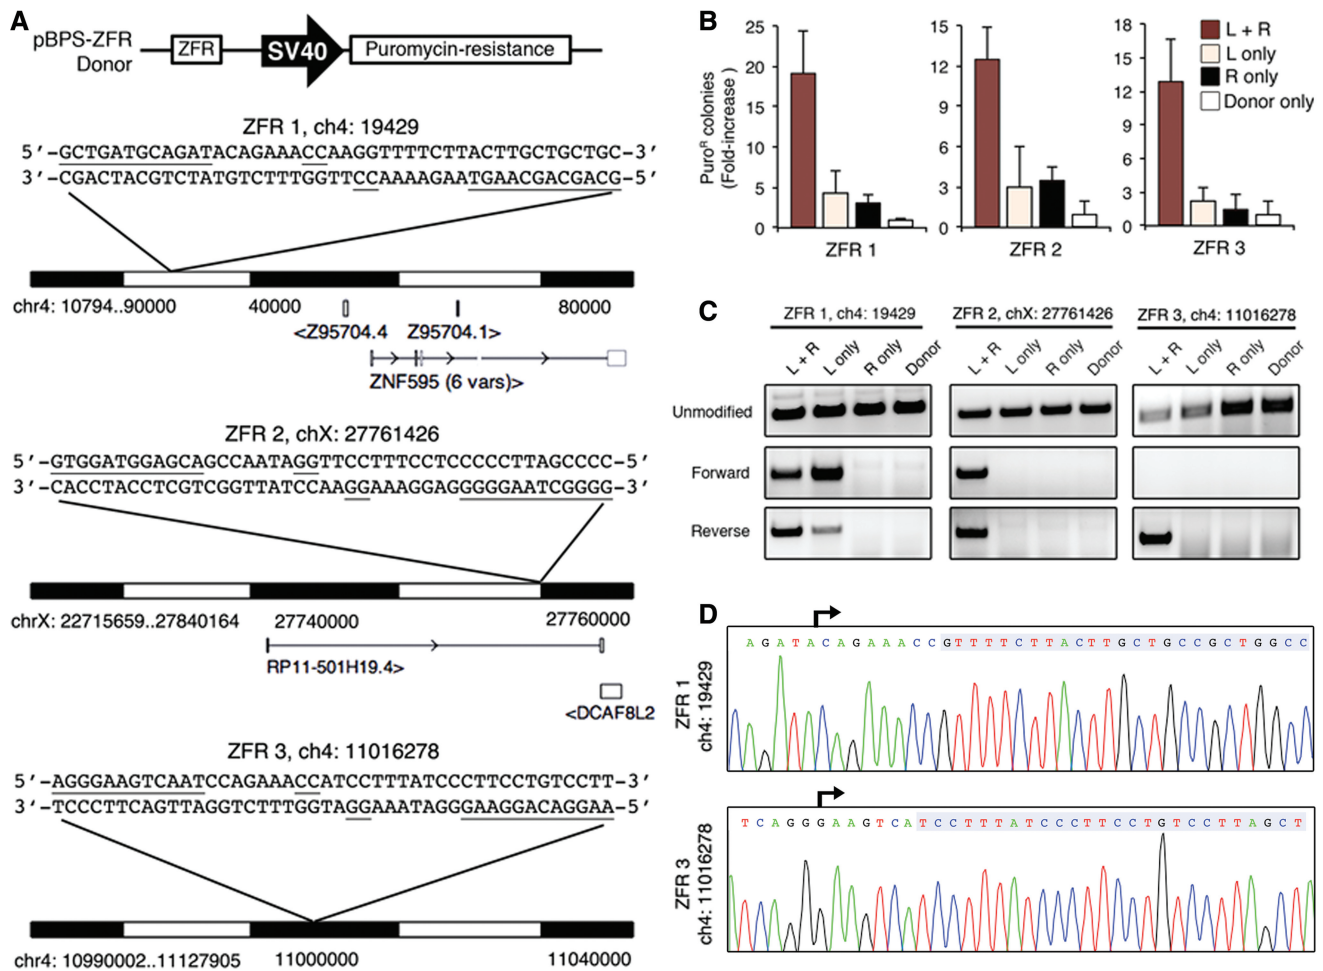 A
pBPS-ZFR
Donor
ZFR
SV40
Puromycin-resistance
ZFR 1, ch4: 19429
5′-GCTGATGCAGATACAGAAACCAAGGTTTTCTTACTTGCTGCTGC-3′
3′-CGACTACGTCTATGTCTTTGGTTCCAAAAGAATGAACGACGACG-5′
chr4: 10794..90000
40000
80000
<Z95704.4
Z95704.1>
ZNF595 (6 vars)>
ZFR 2, chX: 27761426
5′-GTGGATGGAGCAGCCAATAGGTTCCTTTCCTCCCCCTTAGCCCC-5′
3′-CACCTACCTCGTCGGTTATCCAAGGAAAGGAGGGGGAATCGGGG-3′
chrX: 22715659..27840164
27740000
27760000
RP11-501H19.4>
<DCAF8L2
ZFR 3, ch4: 11016278
5′-AGGGAAGTCAATCCAGAAACCATCCTTTATCCCTTCCTGTCCTT-3′
3′-TCCCTTCAGTTAGGTCTTTGGTAGGAAATAGGGAAGGACAGGAA-5′
chr4: 10990002..11127905
11000000
11040000
B
Puroᴿ colonies
(Fold-increase )
25
20
15
10
5
0
ZFR 1
15
12
9
6
3
0
ZFR 2
18
15
12
9
6
3
0
ZFR 3
L + R
L only
R only
Donor only
C
ZFR 1, ch4: 19429
ZFR 2, chX: 27761426
ZFR 3, ch4: 11016278
L + R
L only
R only
Donor
L + R
L only
R only
Donor
L + R
L only
R only
Donor
Unmodified
Forward
Reverse
D
ZFR 1
ch4: 19429
A G A T A C A G A A A C C G T T T T C T T A C T T G C T G C C G C T G G C C
ZFR 3
ch4: 11016278
T C A G G G A A G T C A T C C T T T A T C C C T T C C T G T C C T T A G C T